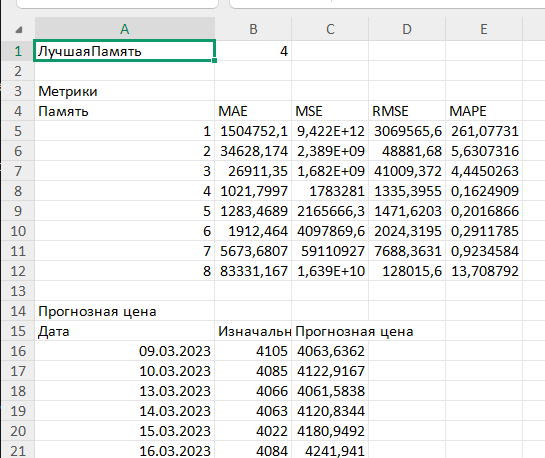 A B C D E
1 ЛучшаяПамять 4
2
3 Метрики
4 Память MAE MSE RMSE MAPE
5 1 1504752,1 9,422E+12 3069565,6 261,07731
6 2 34628,174 2,389E+09 48881,68 5,6307316
7 3 26911,35 1,682E+09 41009,372 4,4450263
8 4 1021,7997 1783281 1335,3955 0,1624909
9 5 1283,4689 2165666,3 1471,6203 0,2016866
10 6 1912,464 4097869,6 2024,3195 0,2911785
11 7 5673,6807 59110927 7688,3631 0,9234584
12 8 83331,167 1,639E+10 128015,6 13,708792
13
14 Прогнозная цена
15 Дата Изначальн Прогнозная цена
16 09.03.2023 4105 4063,6362
17 10.03.2023 4085 4122,9167
18 13.03.2023 4066 4061,5838
19 14.03.2023 4063 4120,8344
20 15.03.2023 4022 4180,9492
21 16.03.2023 4084 4241,941